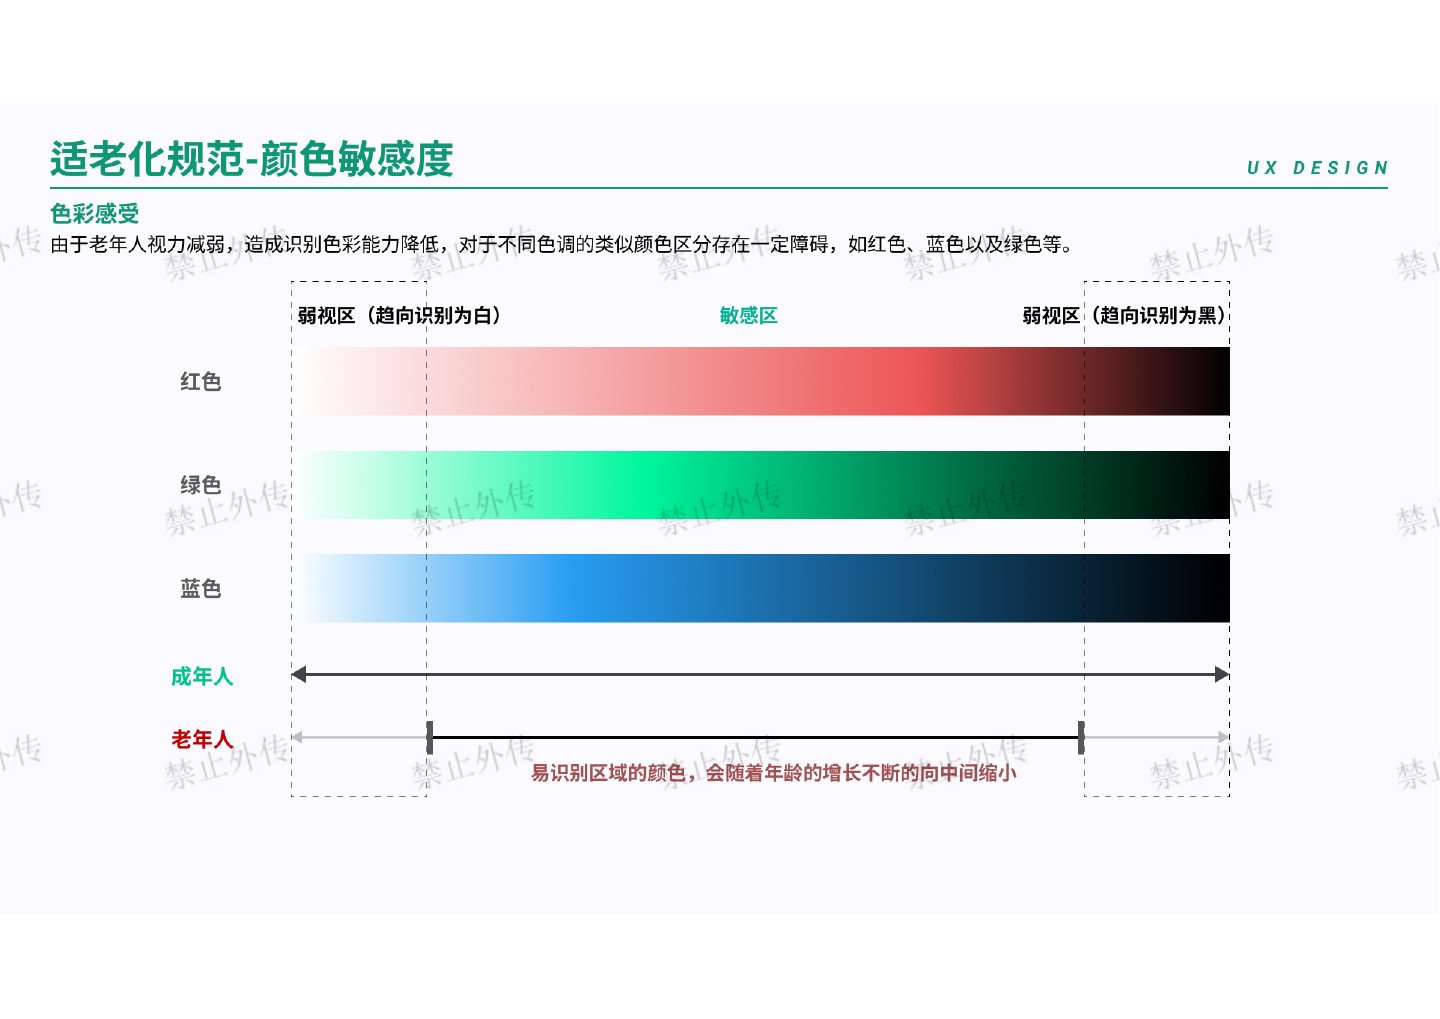 适老化规范-颜色敏感度
UX DESIGN
色彩感受
由于老年人视力减弱，造成识别色彩能力降低，对于不同色调的类似颜色区分存在一定障碍，如红色、蓝色以及绿色等。
弱视区（趋向识别为白） 敏感区 弱视区（趋向识别为黑）
红色
绿色
蓝色
成年人
老年人
易识别区域的颜色，会随着年龄的增长不断的向中间缩小
禁止外传